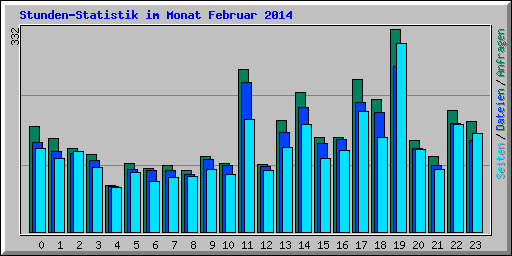 Stunden-Statistik im Monat Februar 2014
332
Seiten / Dateien / Anfragen
0 1 2 3 4 5 6 7 8 9 10 11 12 13 14 15 16 17 18 19 20 21 22 23